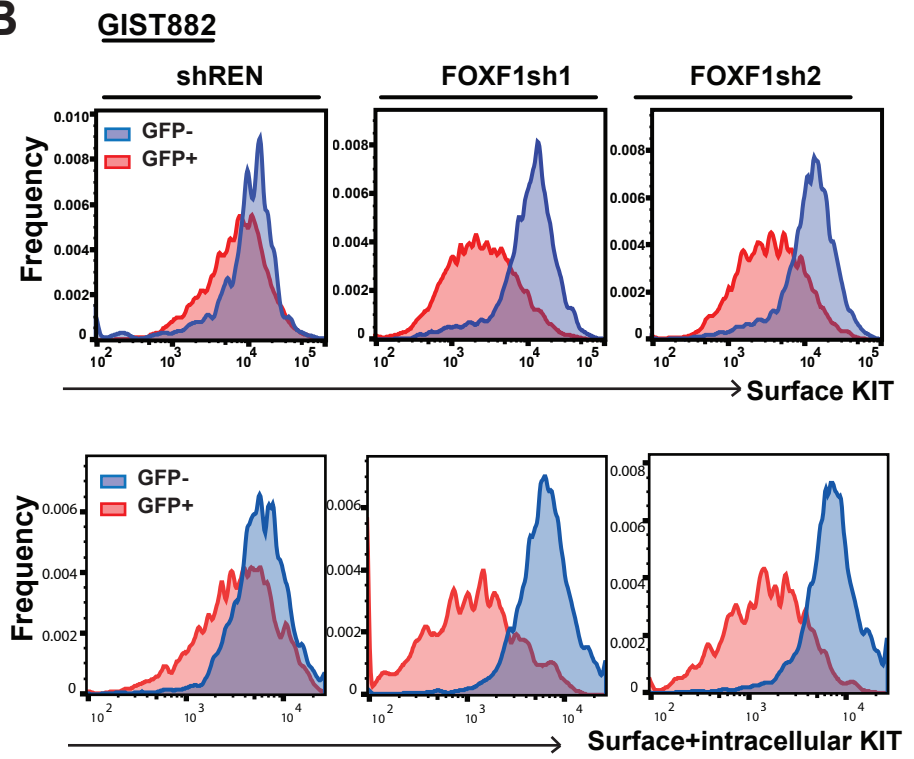 B
GIST882
shREN FOXF1sh1 FOXF1sh2
Frequency
GFP-
GFP+
0.010
0.008
0.006
0.004
0.002
0
10² 10³ 10⁴ 10⁵
0.008
0.006
0.004
0.002
0
10² 10³ 10⁴ 10⁵
0.008
0.006
0.004
0.002
0
10² 10³ 10⁴ 10⁵
Surface KIT
Frequency
GFP-
GFP+
0.006
0.004
0.002
0
10² 10³ 10⁴
0.006
0.004
0.002
0
10² 10³ 10⁴
0.008
0.006
0.004
0.002
0
10² 10³ 10⁴
Surface+intracellular KIT